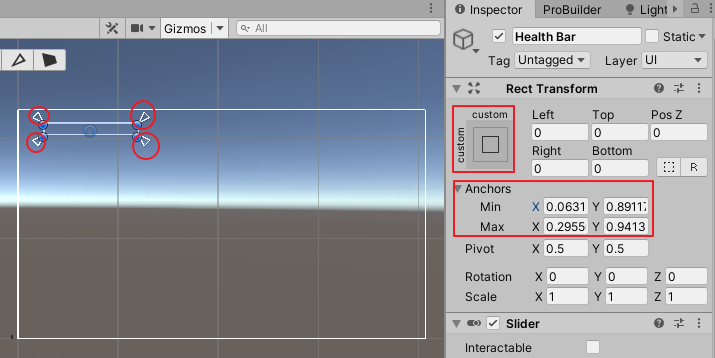 Inspector ProBuilder Light
Gizmos All
Health Bar Static
Tag Untagged Layer UI
Rect Transform
custom Left Top Pos Z
custom 0 0 0
Right Bottom
0 0 R
Anchors
Min X 0.0631 Y 0.8911
Max X 0.295 Y 0.9413
Pivot X 0.5 Y 0.5
Rotation X 0 Y 0 Z 0
Scale X 1 Y 1 Z 1
Slider
Interactable